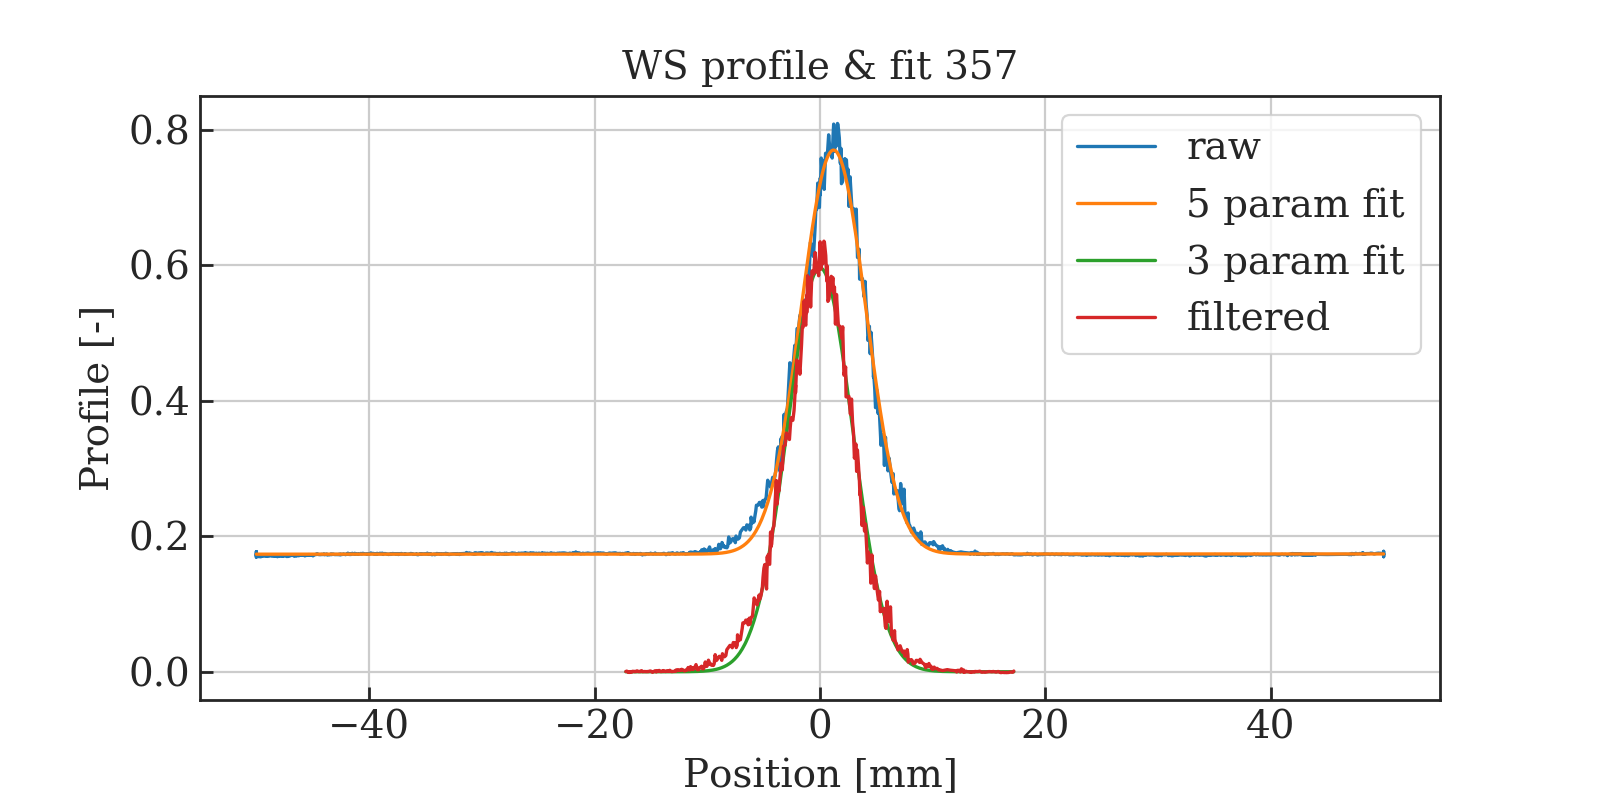 WS profile & fit 357
raw
5 param fit
3 param fit
filtered
Profile [-]
0.8
0.6
0.4
0.2
0.0
−40 −20 0 20 40
Position [mm]